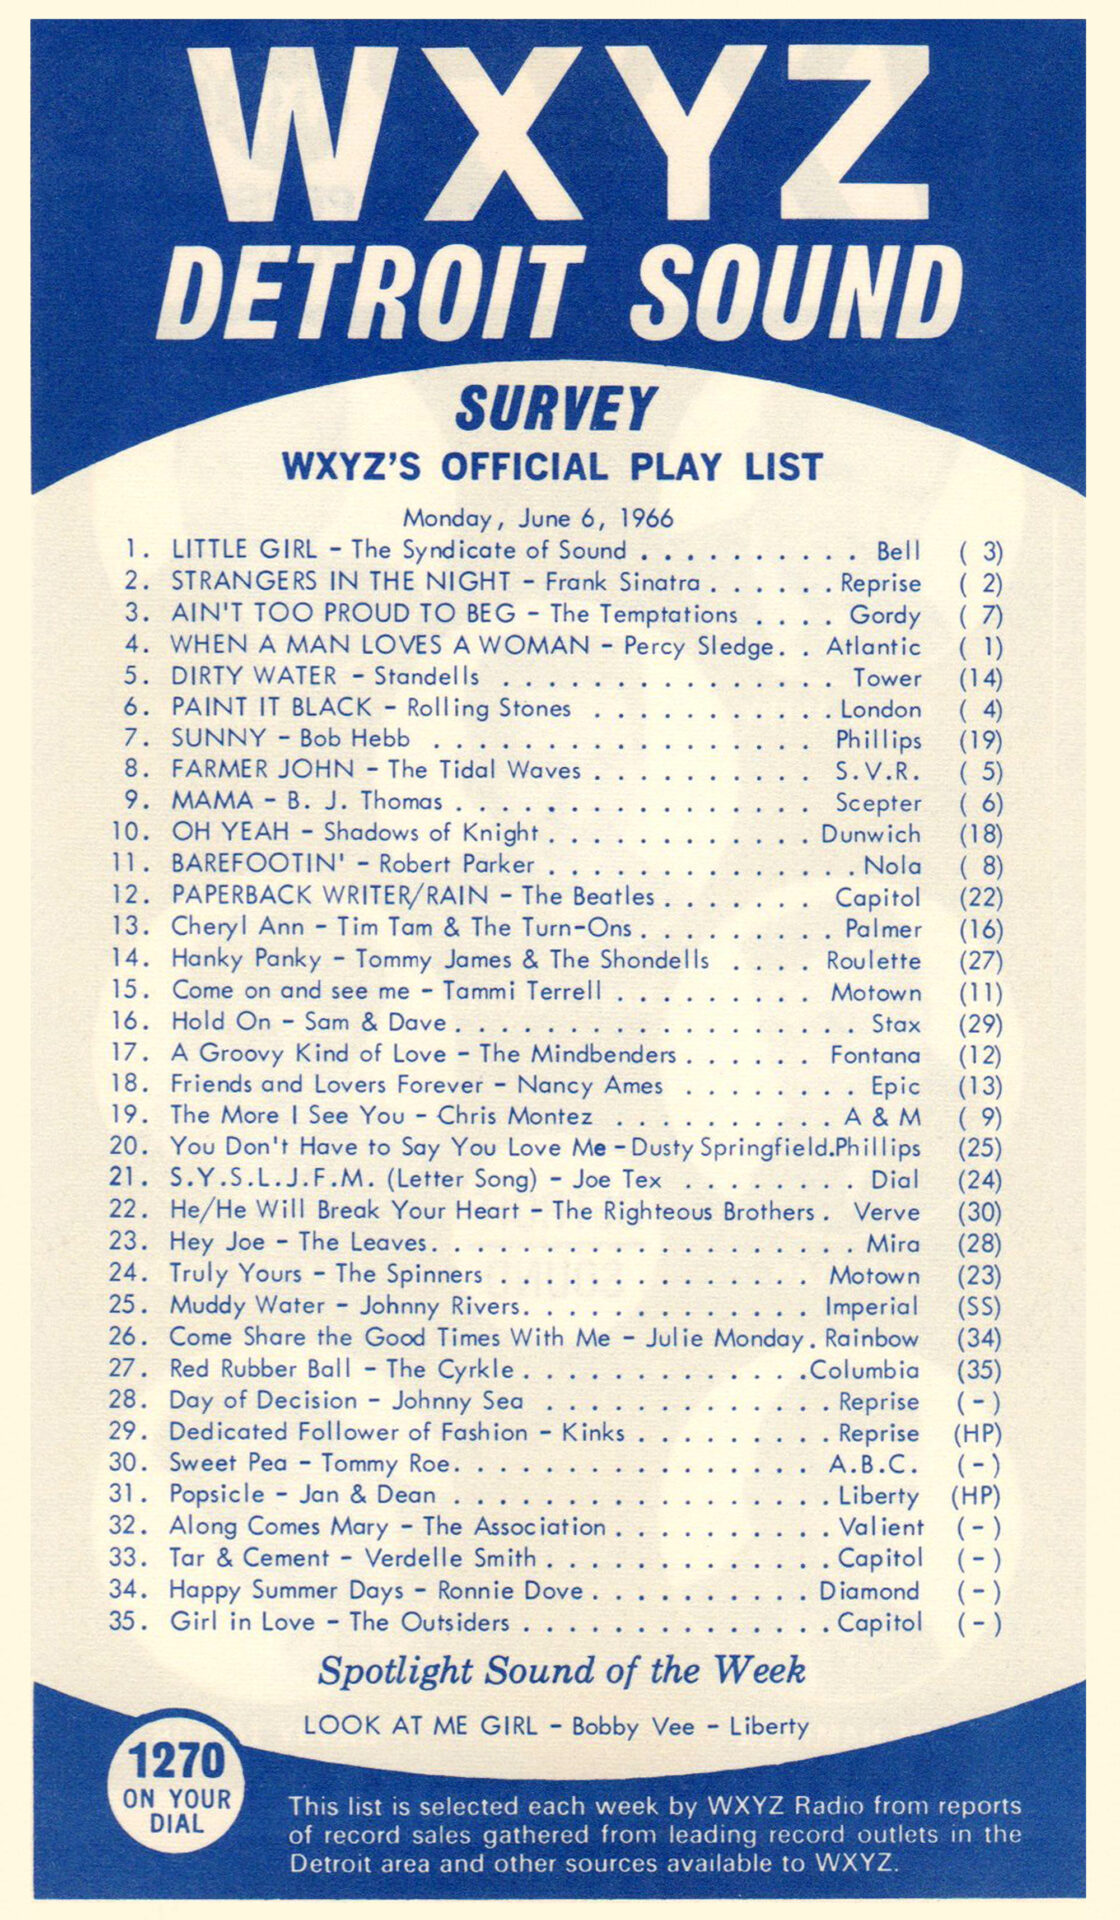 WXYZ
DETROIT SOUND
SURVEY
WXYZ'S OFFICIAL PLAY LIST
Monday, June 6, 1966
1. LITTLE GIRL - The Syndicate of Sound . . . . . . . . . . Bell ( 3)
2. STRANGERS IN THE NIGHT - Frank Sinatra . . . . . . Reprise ( 2)
3. AIN'T TOO PROUD TO BEG - The Temptations . . . . Gordy ( 7)
4. WHEN A MAN LOVES A WOMAN - Percy Sledge. . Atlantic ( 1)
5. DIRTY WATER - Standells . . . . . . . . . . . . . . . Tower (14)
6. PAINT IT BLACK - Rolling Stones . . . . . . . . . . . London ( 4)
7. SUNNY - Bob Hebb . . . . . . . . . . . . . . . . . Phillips (19)
8. FARMER JOHN - The Tidal Waves . . . . . . . . . . S.V.R. ( 5)
9. MAMA - B. J. Thomas . . . . . . . . . . . . . . . . Scepter ( 6)
10. OH YEAH - Shadows of Knight . . . . . . . . . . . . Dunwich (18)
11. BAREFOOTIN' - Robert Parker . . . . . . . . . . . . . . Nola ( 8)
12. PAPERBACK WRITER/RAIN - The Beatles . . . . . . . Capitol (22)
13. Cheryl Ann - Tim Tam & The Turn-Ons . . . . . . . . . Palmer (16)
14. Hanky Panky - Tommy James & The Shondells . . . . Roulette (27)
15. Come on and see me - Tammi Terrell . . . . . . . . . Motown (11)
16. Hold On - Sam & Dave . . . . . . . . . . . . . . . . . . Stax (29)
17. A Groovy Kind of Love - The Mindbenders . . . . . . Fontana (12)
18. Friends and Lovers Forever - Nancy Ames . . . . . . . . Epic (13)
19. The More I See You - Chris Montez . . . . . . . . . . A & M ( 9)
20. You Don't Have to Say You Love Me - Dusty Springfield.Phillips (25)
21. S.Y.S.L.J.F.M. (Letter Song) - Joe Tex . . . . . . . . Dial (24)
22. He/He Will Break Your Heart - The Righteous Brothers . Verve (30)
23. Hey Joe - The Leaves. . . . . . . . . . . . . . . . . . . Mira (28)
24. Truly Yours - The Spinners . . . . . . . . . . . . . . Motown (23)
25. Muddy Water - Johnny Rivers. . . . . . . . . . . . . Imperial (SS)
26. Come Share the Good Times With Me - Julie Monday . Rainbow (34)
27. Red Rubber Ball - The Cyrkle . . . . . . . . . . . . .Columbia (35)
28. Day of Decision - Johnny Sea . . . . . . . . . . . . . Reprise ( - )
29. Dedicated Follower of Fashion - Kinks . . . . . . . . . Reprise (HP)
30. Sweet Pea - Tommy Roe. . . . . . . . . . . . . . . . A.B.C. ( - )
31. Popsicle - Jan & Dean . . . . . . . . . . . . . . . . . Liberty (HP)
32. Along Comes Mary - The Association . . . . . . . . . . Valient ( - )
33. Tar & Cement - Verdelle Smith . . . . . . . . . . . . . Capitol ( - )
34. Happy Summer Days - Ronnie Dove . . . . . . . . . . Diamond ( - )
35. Girl in Love - The Outsiders . . . . . . . . . . . . . . Capitol ( - )
Spotlight Sound of the Week
LOOK AT ME GIRL - Bobby Vee - Liberty
1270
ON YOUR
DIAL
This list is selected each week by WXYZ Radio from reports
of record sales gathered from leading record outlets in the
Detroit area and other sources available to WXYZ.